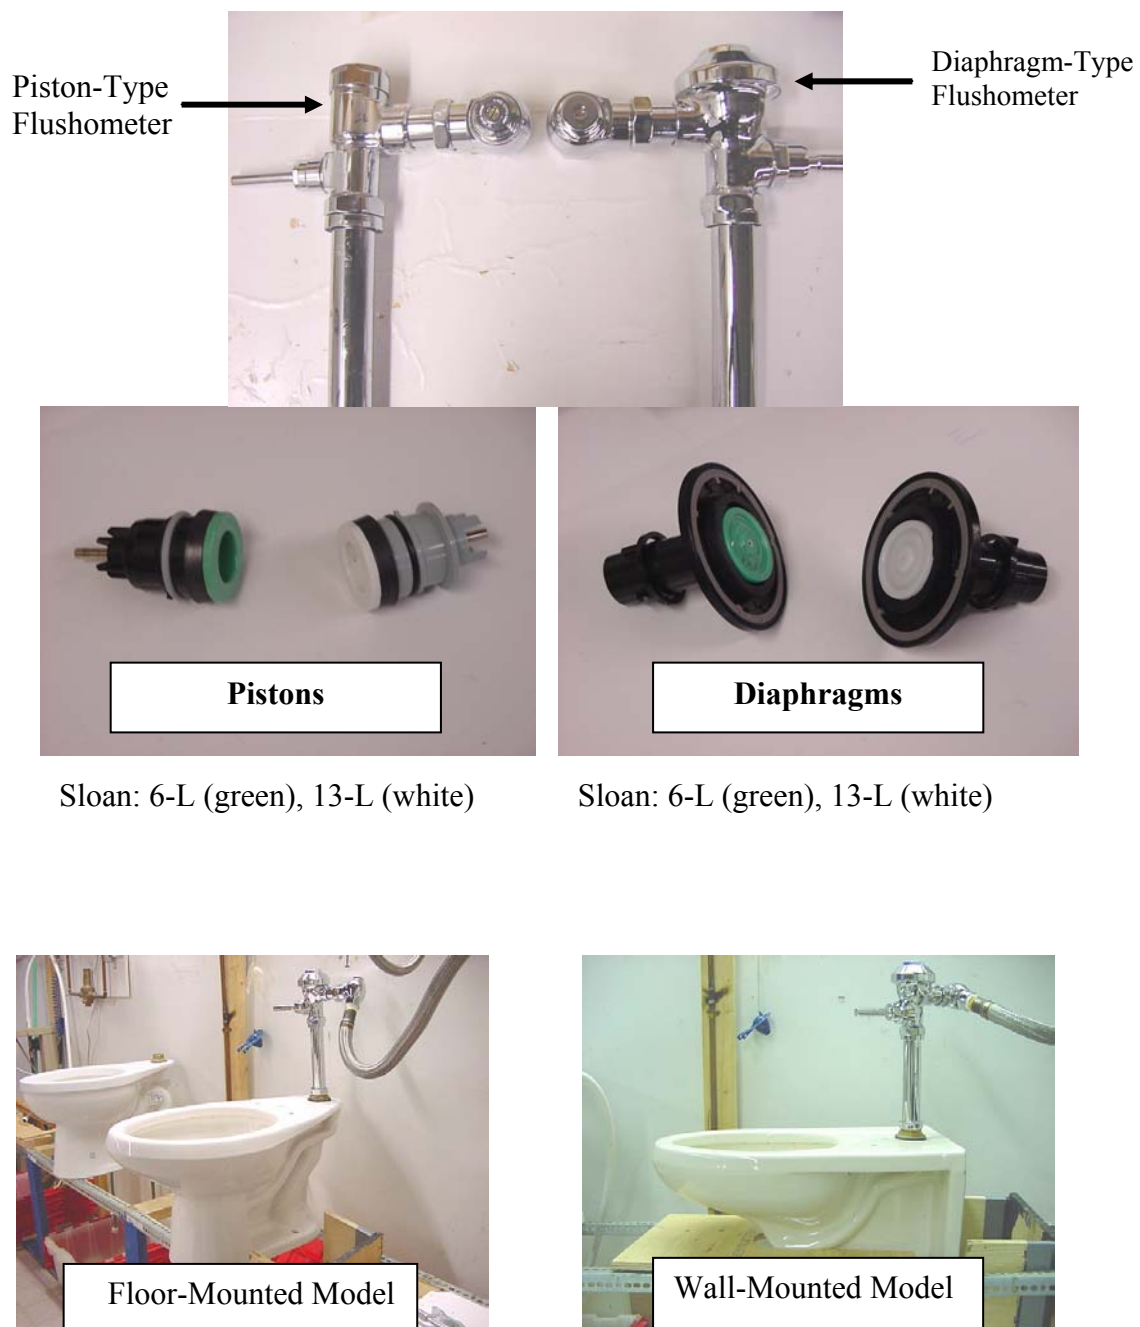 Piston-Type
Flushometer
Diaphragm-Type
Flushometer
Pistons
Diaphragms
Sloan: 6-L (green), 13-L (white)
Sloan: 6-L (green), 13-L (white)
Floor-Mounted Model
Wall-Mounted Model